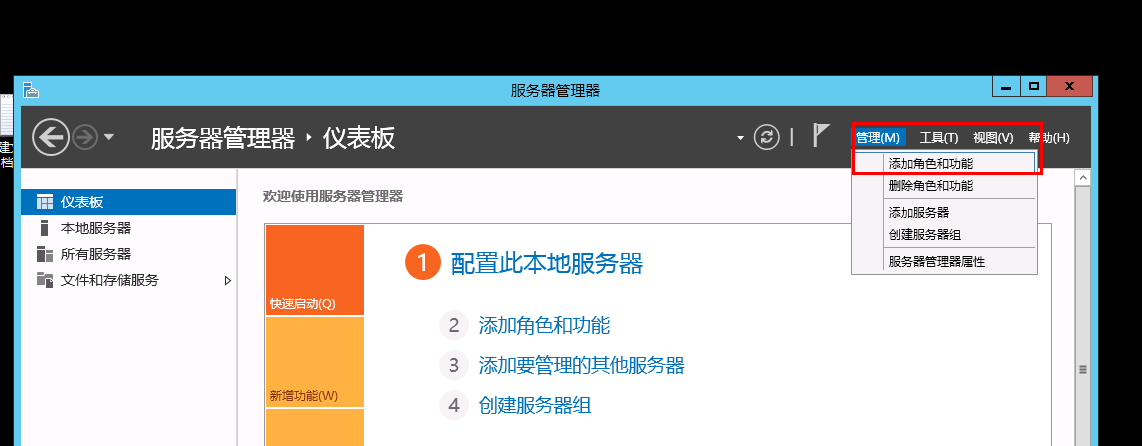 服务器管理器
建
档
服务器管理器 · 仪表板
管理(M) 工具(T) 视图(V) 帮助(H)
添加角色和功能
删除角色和功能
添加服务器
创建服务器组
服务器管理器属性
仪表板
本地服务器
所有服务器
文件和存储服务
欢迎使用服务器管理器
快速启动(Q)
新增功能(W)
1 配置此本地服务器
2 添加角色和功能
3 添加要管理的其他服务器
4 创建服务器组